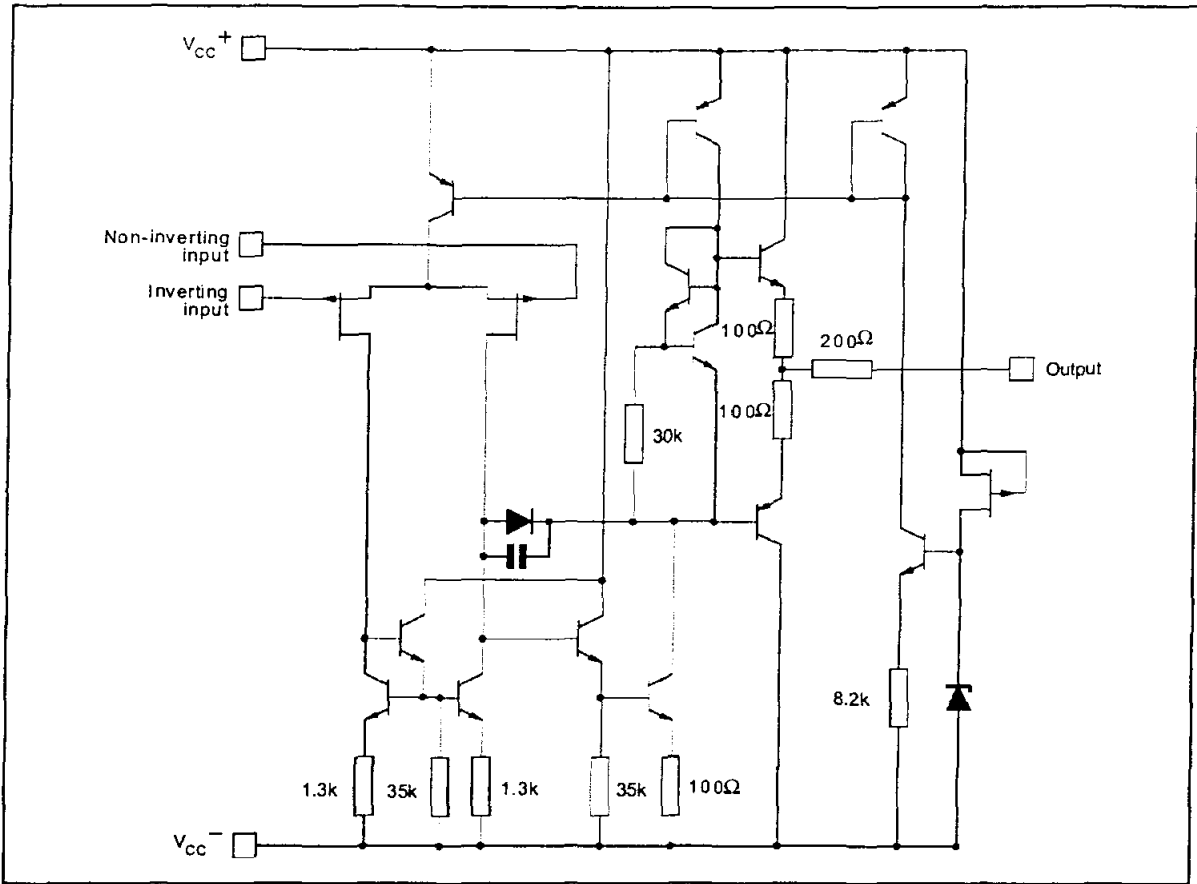 VCC+
Non-inverting
input
Inverting
input
100Ω
200Ω
Output
100Ω
30k
8.2k
1.3k
35k
1.3k
35k
100Ω
VCC−